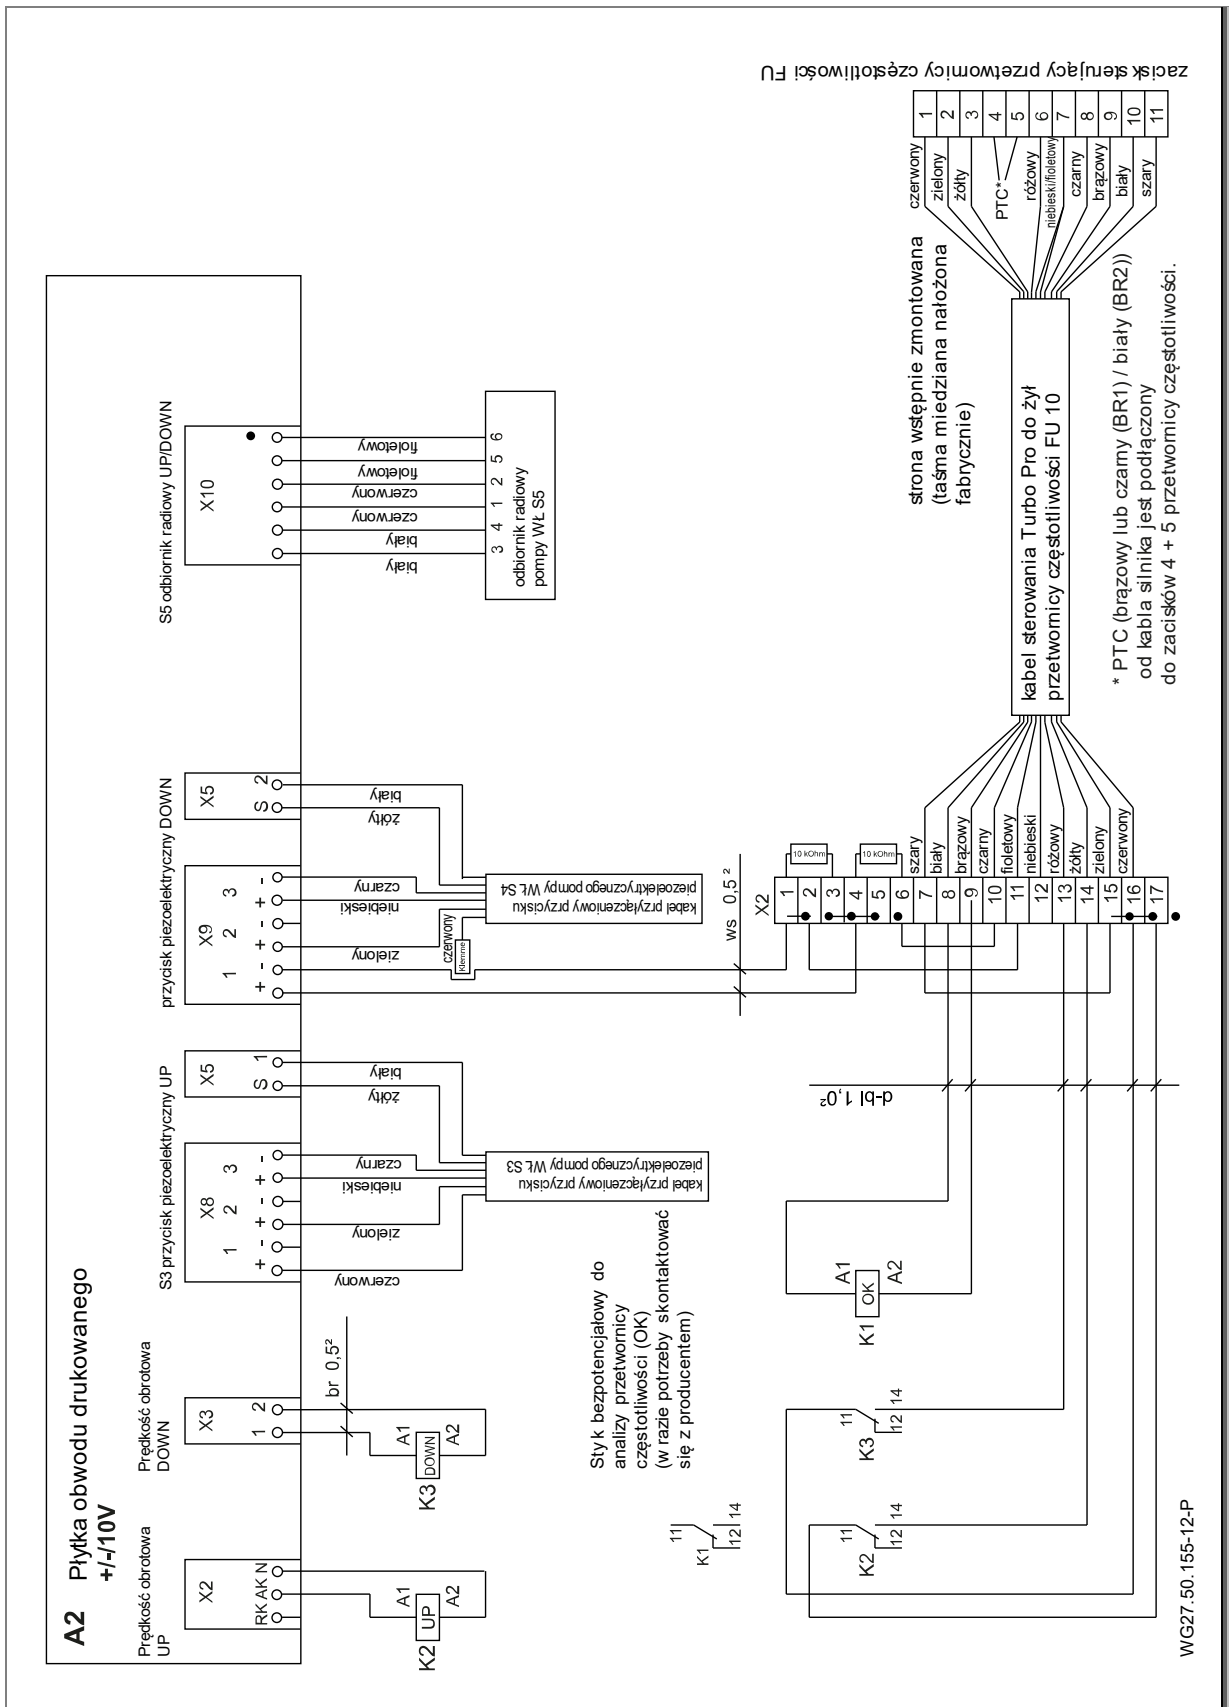 A2 Płytka obwodu drukowanego
+/-/10V
Prędkość obrotowa
UP
X2
RK AK N
A1
K2 UP
A2
Prędkość obrotowa
DOWN
X3
1 2
br 0,5²
A1
K3 DOWN
A2
S3 przycisk piezoelektryczny UP
X8
1 2 3
+ - + - + -
czerwony
zielony
niebieski
czarny
X5
S 1
żółty
biały
kabel przyłączeniowy przycisku
piezoelektrycznego pompy WŁ S3
przycisk piezoelektryczny DOWN
X9
1 2 3
+ - + - + -
zielony
czerwony
Klemme
niebieski
czarny
X5
S 2
żółty
biały
kabel przyłączeniowy przycisku
piezoelektrycznego pompy WŁ S4
S5 odbiornik radiowy UP/DOWN
X10
biały
biały
czerwony
czerwony
fioletowy
fioletowy
3 4 1 2 5 6
odbiornik radiowy
pompy WŁ S5
Styk bezpotencjałowy do
analizy przetwornicy
częstotliwości (OK)
(w razie potrzeby skontaktować
się z producentem)
11
K1
12 14
ws 0,5²
d-bl 1,0²
A1
K1 OK
A2
11
K3
12 14
11
K2
12 14
X2
1
2
3
4
5
6
7
8
9
10
11
12
13
14
15
16
17
10 kOhm
10 kOhm
szary
biały
brązowy
czarny
fioletowy
niebieski
różowy
żółty
zielony
czerwony
kabel sterowania Turbo Pro do żył
przetwornicy częstotliwości FU 10
strona wstępnie zmontowana
(taśma miedziana nałożona
fabrycznie)
zacisk sterujący przetwornicy częstotliwości FU
czerwony
zielony
żółty
PTC*
różowy
niebieski/fioletowy
czarny
brązowy
biały
szary
1
2
3
4
5
6
7
8
9
10
11
* PTC (brązowy lub czarny (BR1) / biały (BR2))
od kabla silnika jest podłączony
do zacisków 4 + 5 przetwornicy częstotliwości.
WG27.50.155-12-P